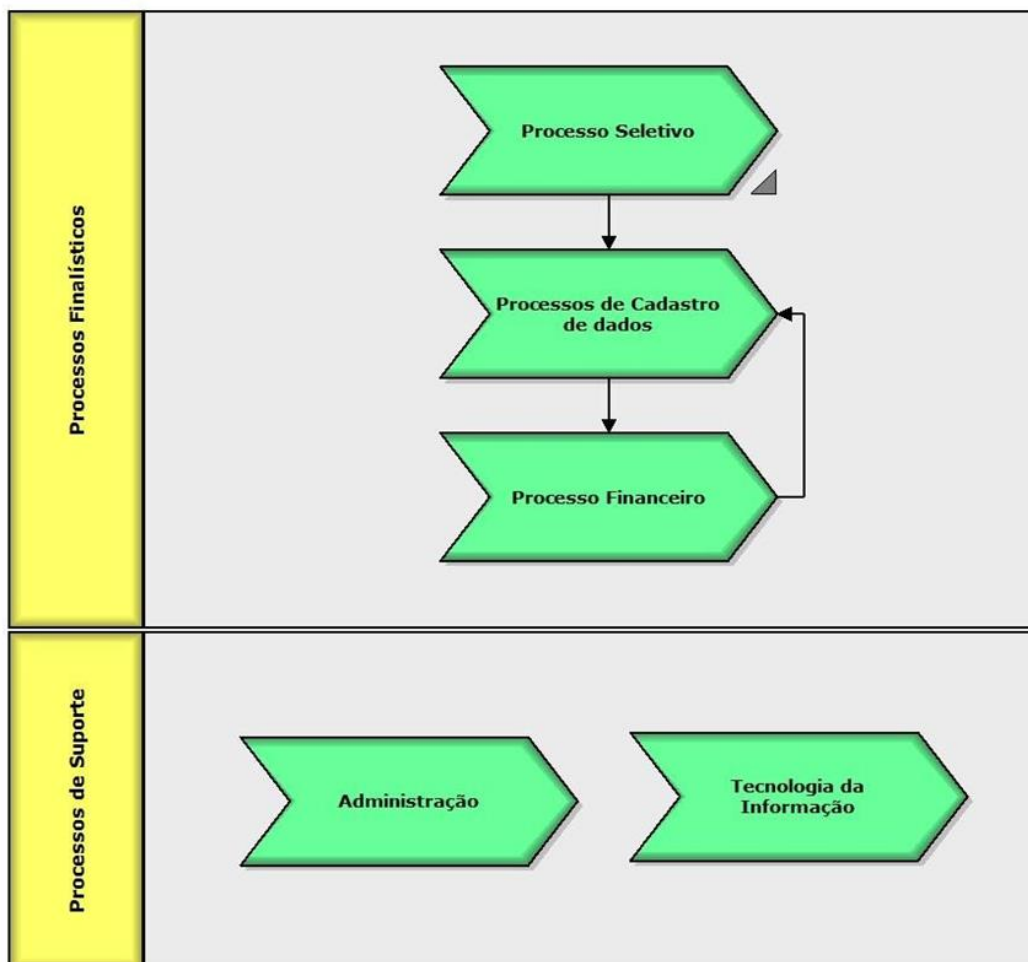 Processos Finalísticos
Processo Seletivo
Processos de Cadastro
de dados
Processo Financeiro
Processos de Suporte
Administração
Tecnologia da
Informação